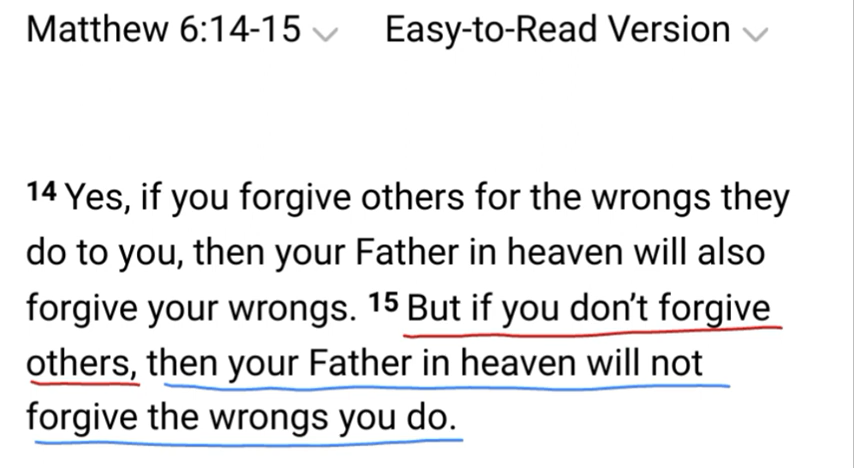 Matthew 6:14-15 Easy-to-Read Version
14 Yes, if you forgive others for the wrongs they
do to you, then your Father in heaven will also
forgive your wrongs. 15 But if you don't forgive
others, then your Father in heaven will not
forgive the wrongs you do.